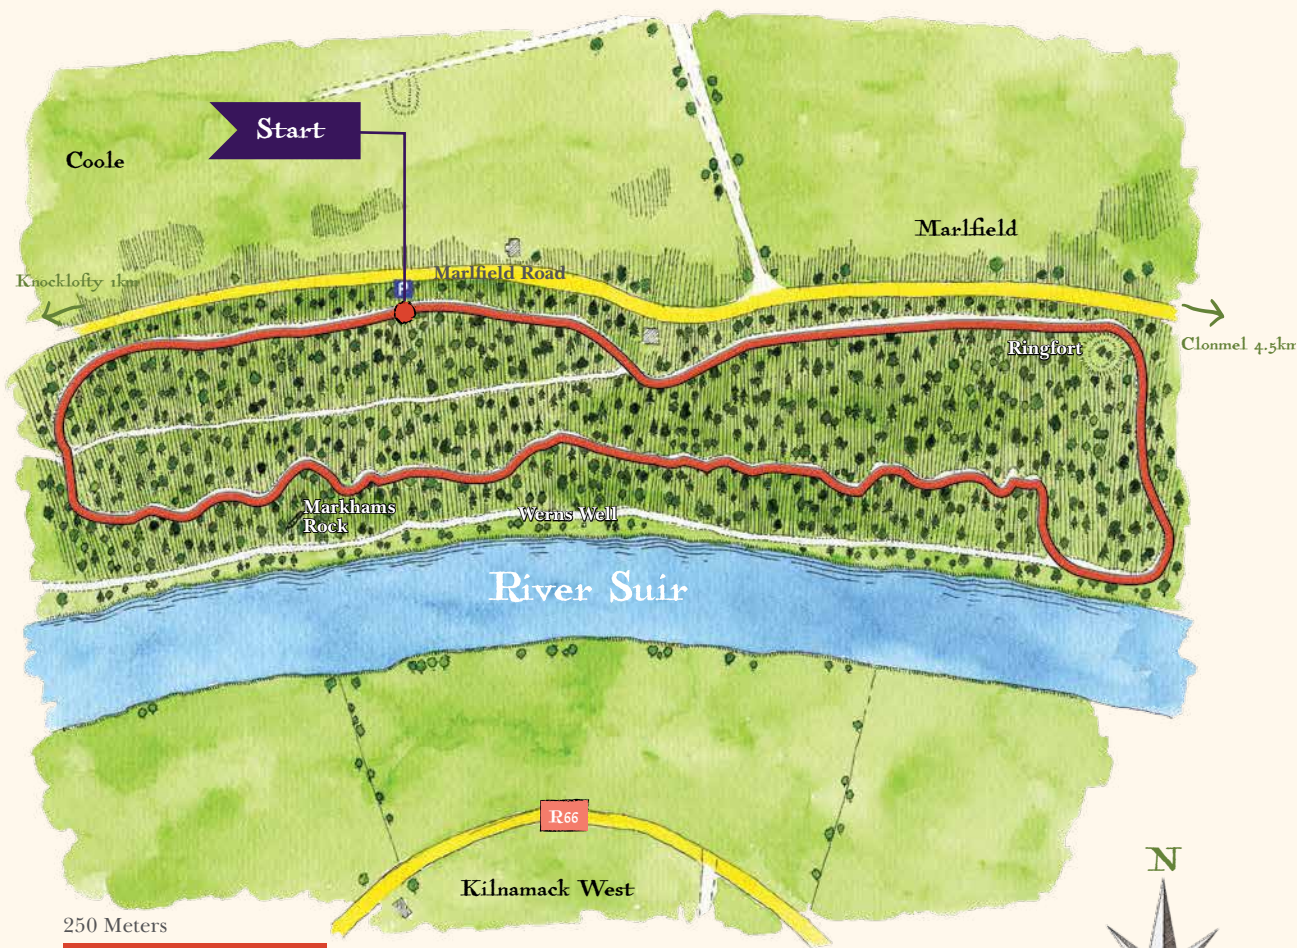 Start
Coole
Marlfield
Knocklofty 1km
Marlfield Road
P
Clonmel 4.5km
Ringfort
Markhams
Rock
Werns Well
River Suir
R66
N
Kilnamack West
250 Meters